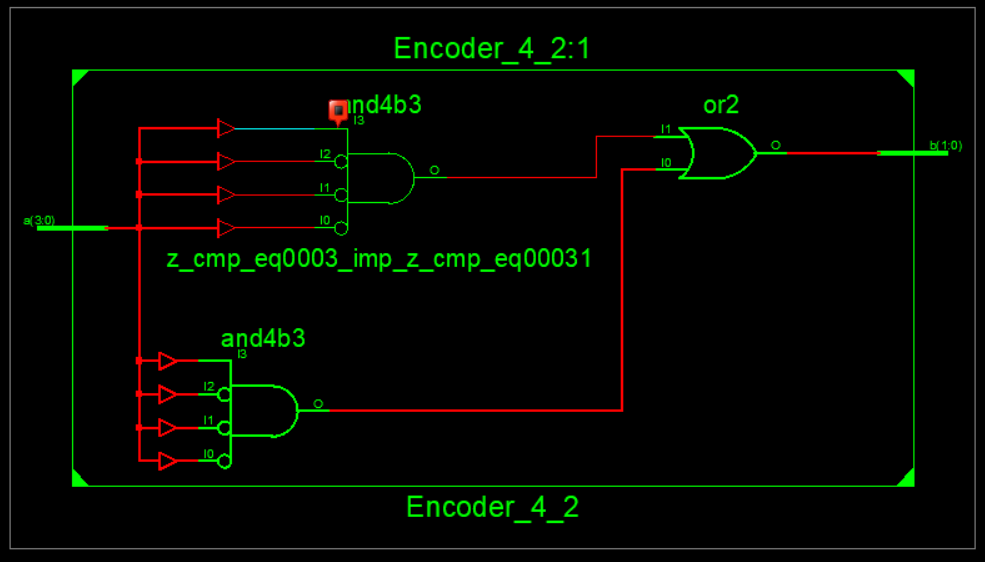 Encoder_4_2:1
and4b3
or2
I3
I1
O
b(1:0)
I2
O
I0
I1
a(3:0)
I0
z_cmp_eq0003_imp_z_cmp_eq00031
and4b3
I3
I2
O
I1
I0
Encoder_4_2